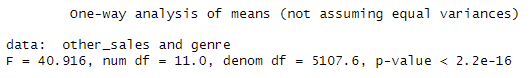 One-way analysis of means (not assuming equal variances)
data: other_sales and genre
F = 40.916, num df = 11.0, denom df = 5107.6, p-value < 2.2e-16